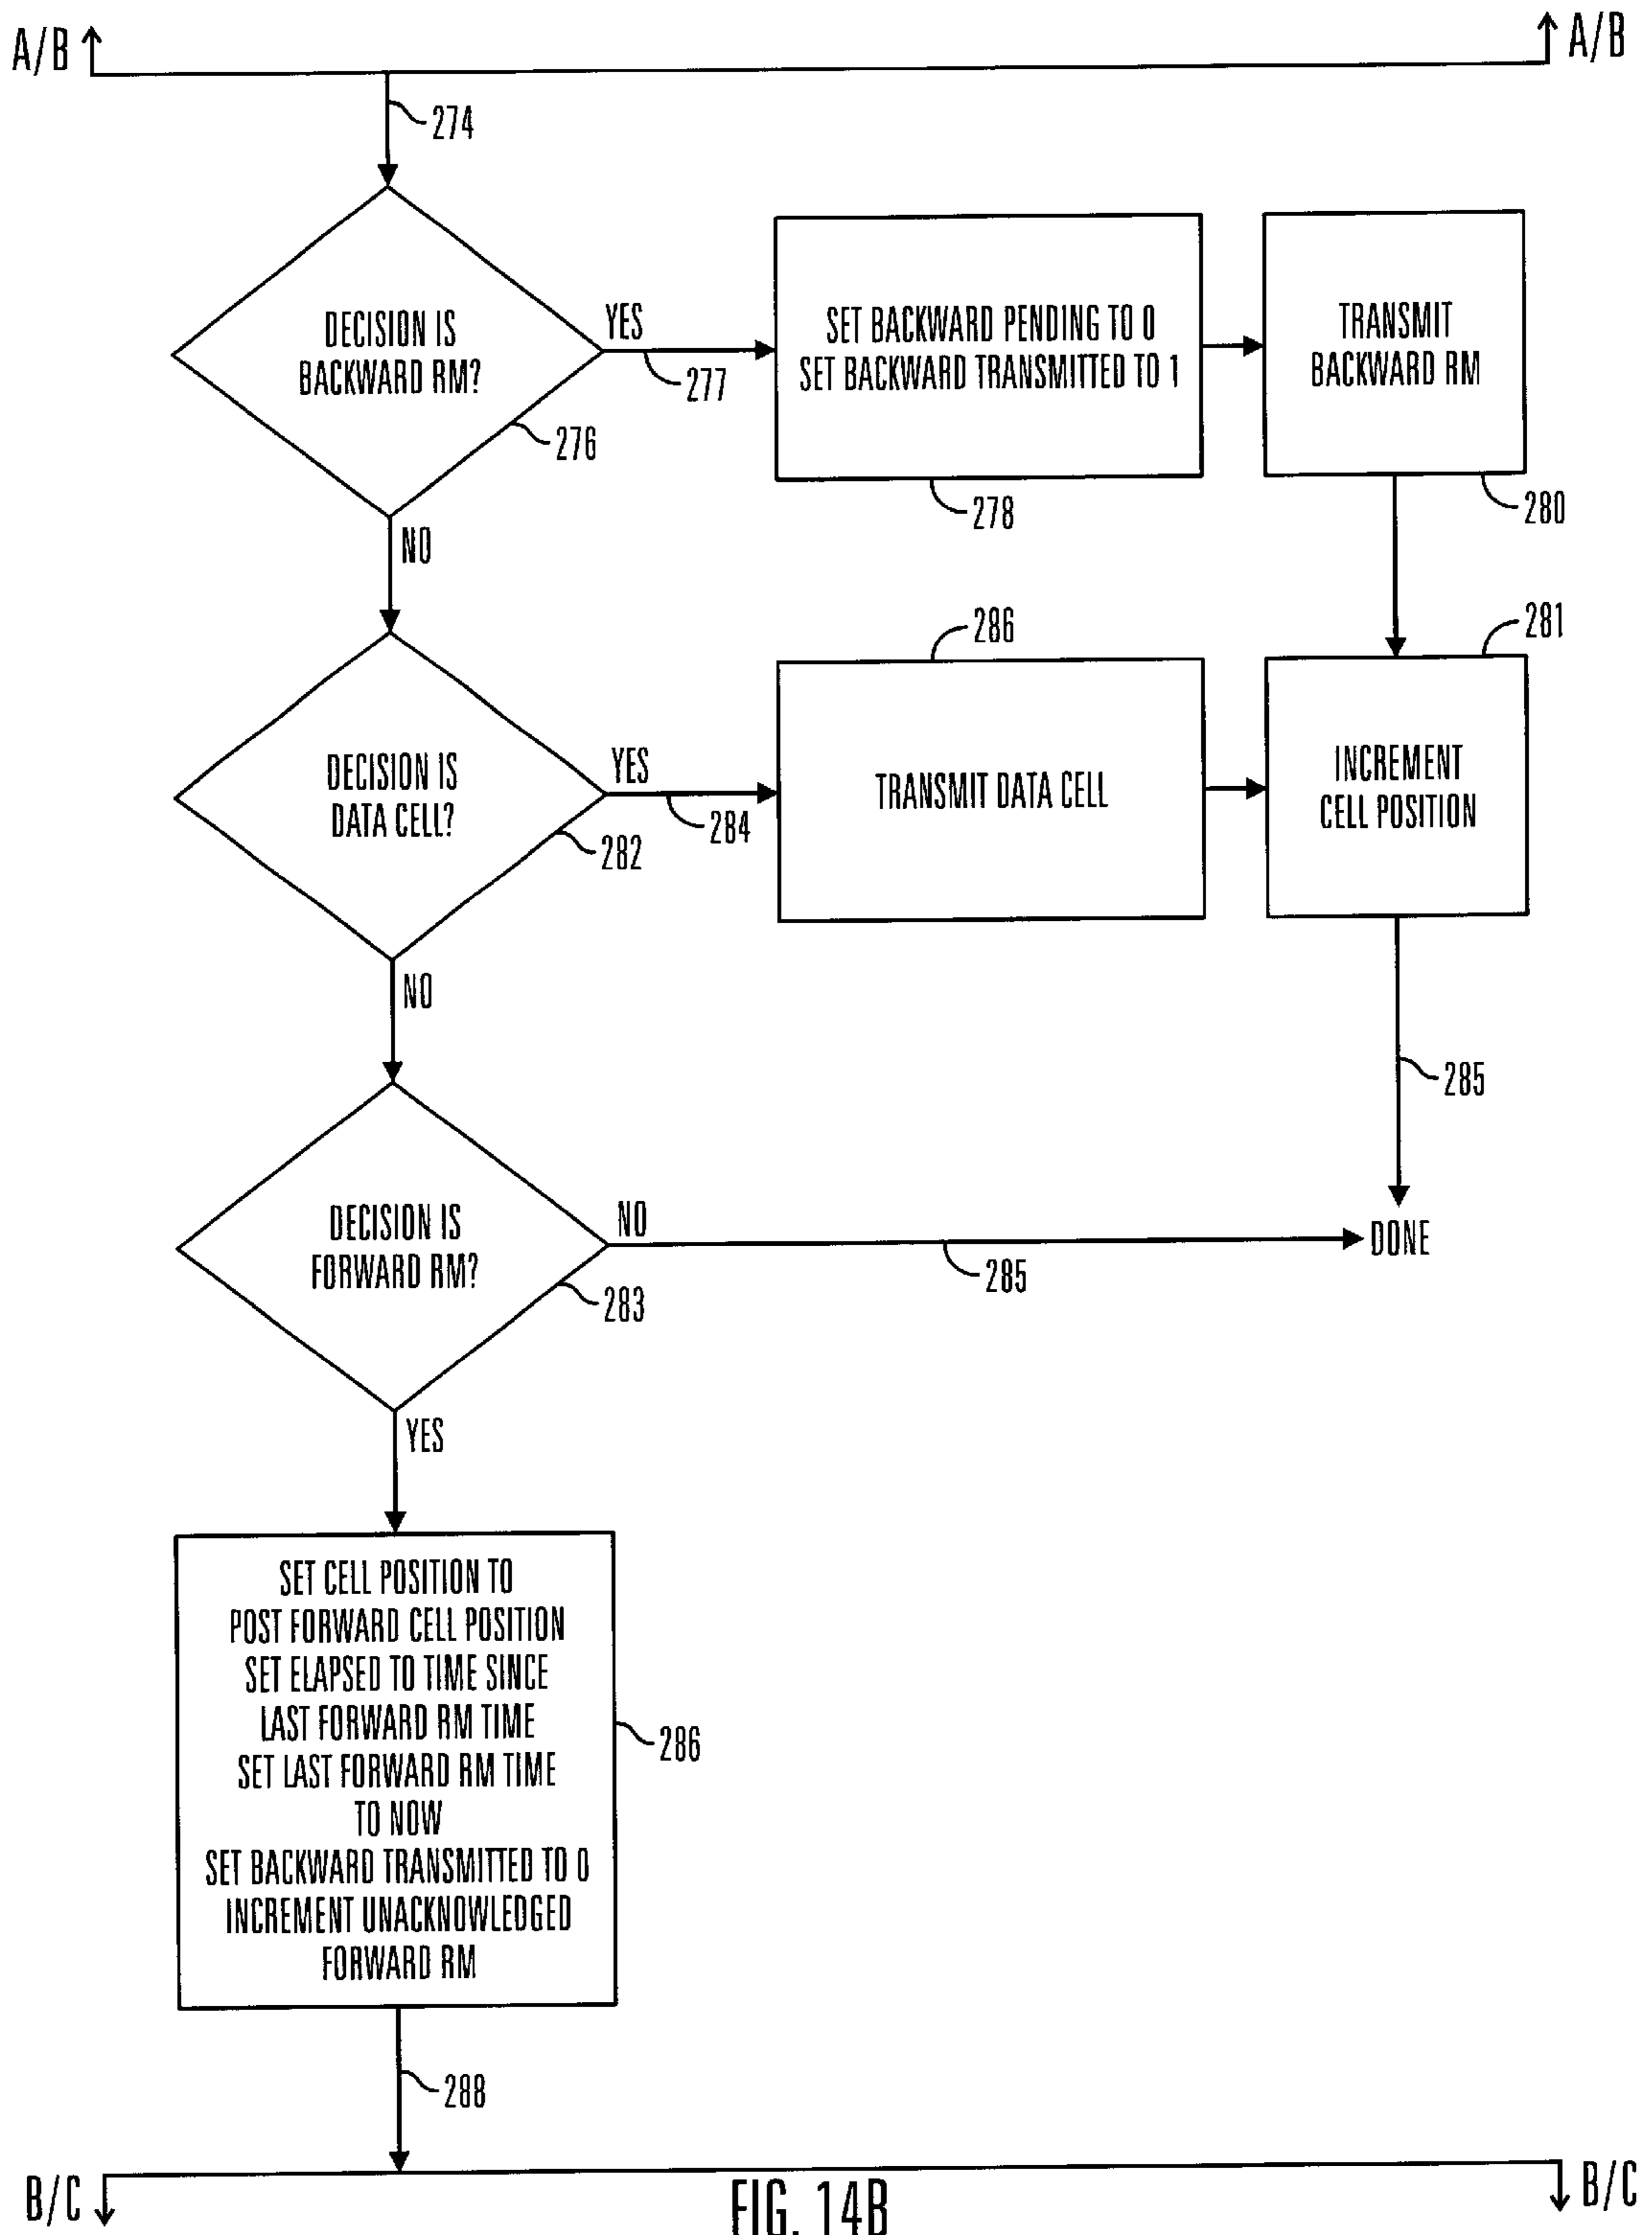 A/B
A/B
274
DECISION IS
BACKWARD RM?
YES
277
276
SET BACKWARD PENDING TO 0
SET BACKWARD TRANSMITTED TO 1
278
TRANSMIT
BACKWARD RM
280
NO
DECISION IS
DATA CELL?
YES
284
282
286
TRANSMIT DATA CELL
281
INCREMENT
CELL POSITION
285
NO
DECISION IS
FORWARD RM?
NO
285
DONE
283
YES
SET CELL POSITION TO
POST FORWARD CELL POSITION
SET ELAPSED TO TIME SINCE
LAST FORWARD RM TIME
SET LAST FORWARD RM TIME
TO NOW
SET BACKWARD TRANSMITTED TO 0
INCREMENT UNACKNOWLEDGED
FORWARD RM
286
288
B/C
B/C
FIG. 14B